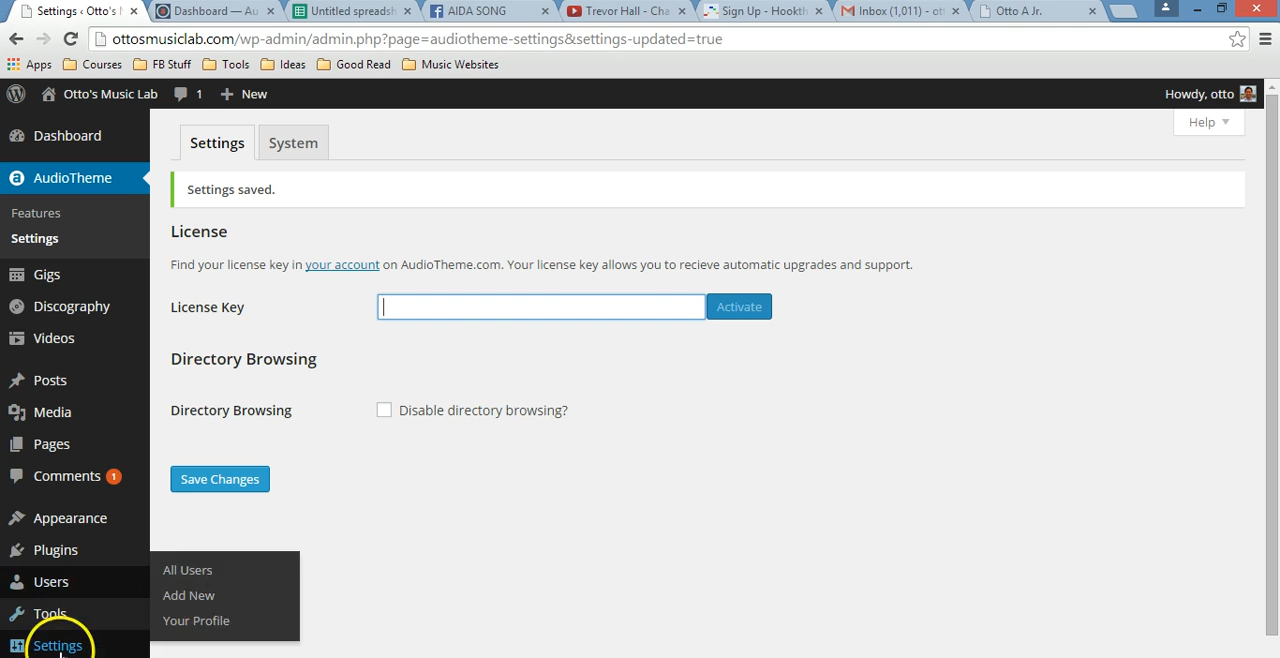 Settings ‹ Otto's M
Dashboard — Au
Untitled spreadsh
AIDA SONG
Trevor Hall - Cha
Sign Up - Hookth
Inbox (1,011) - ot
Otto A Jr.
ottosmusiclab.com/wp-admin/admin.php?page=audiotheme-settings&settings-updated=true
Apps Courses FB Stuff Tools Ideas Good Read Music Websites
Otto's Music Lab 1 + New Howdy, otto
Help
Dashboard
AudioTheme
Features
Settings
Gigs
Discography
Videos
Posts
Media
Pages
Comments 1
Appearance
Plugins
Users
Tools
Settings
All Users
Add New
Your Profile
Settings System
Settings saved.
License
Find your license key in your account on AudioTheme.com. Your license key allows you to recieve automatic upgrades and support.
License Key Activate
Directory Browsing
Directory Browsing Disable directory browsing?
Save Changes